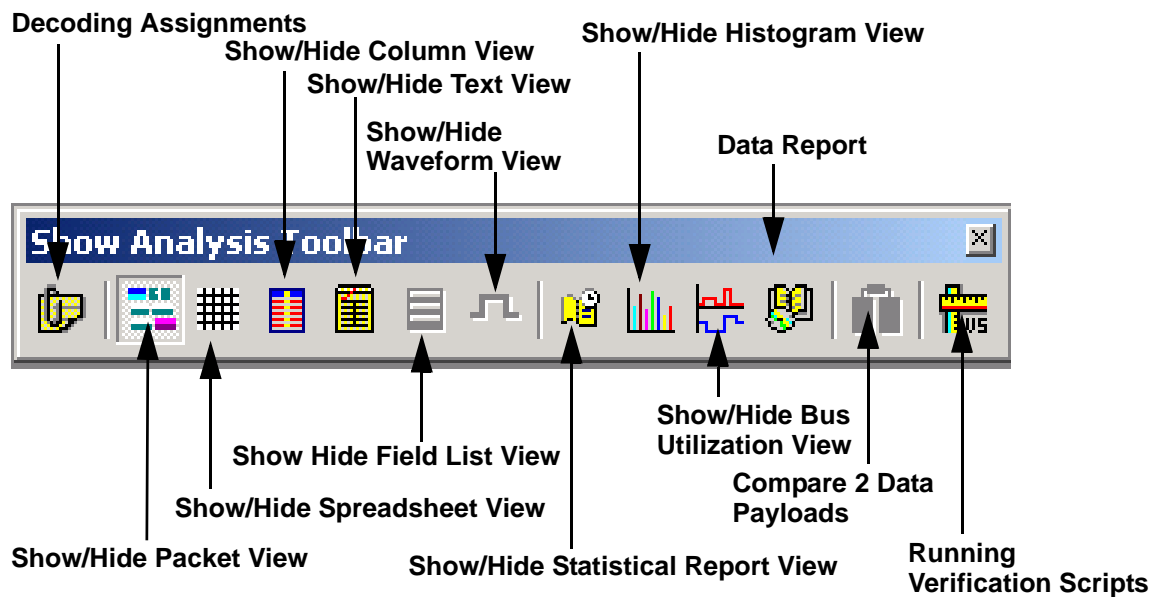 Decoding Assignments
Show/Hide Column View
Show/Hide Text View
Show/Hide
Waveform View
Show/Hide Histogram View
Data Report
Show Analysis Toolbar
Show/Hide Bus
Utilization View
Show Hide Field List View
Compare 2 Data
Payloads
Show/Hide Spreadsheet View
Show/Hide Packet View
Show/Hide Statistical Report View
Running
Verification Scripts